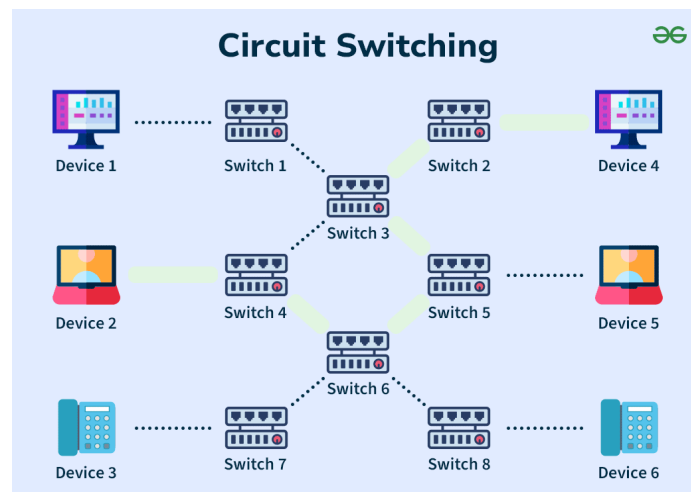 Circuit Switching
Device 1
Switch 1
Switch 2
Device 4
Switch 3
Device 2
Switch 4
Switch 5
Device 5
Switch 6
Device 3
Switch 7
Switch 8
Device 6